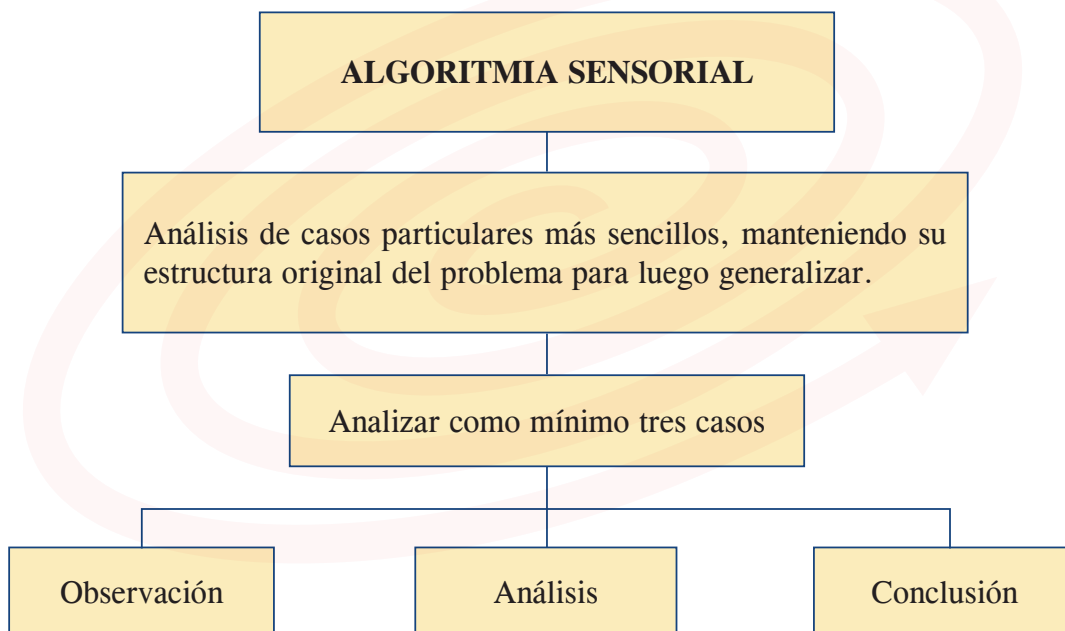 ALGORITMIA SENSORIAL
Análisis de casos particulares más sencillos, manteniendo su
estructura original del problema para luego generalizar.
Analizar como mínimo tres casos
Observación
Análisis
Conclusión